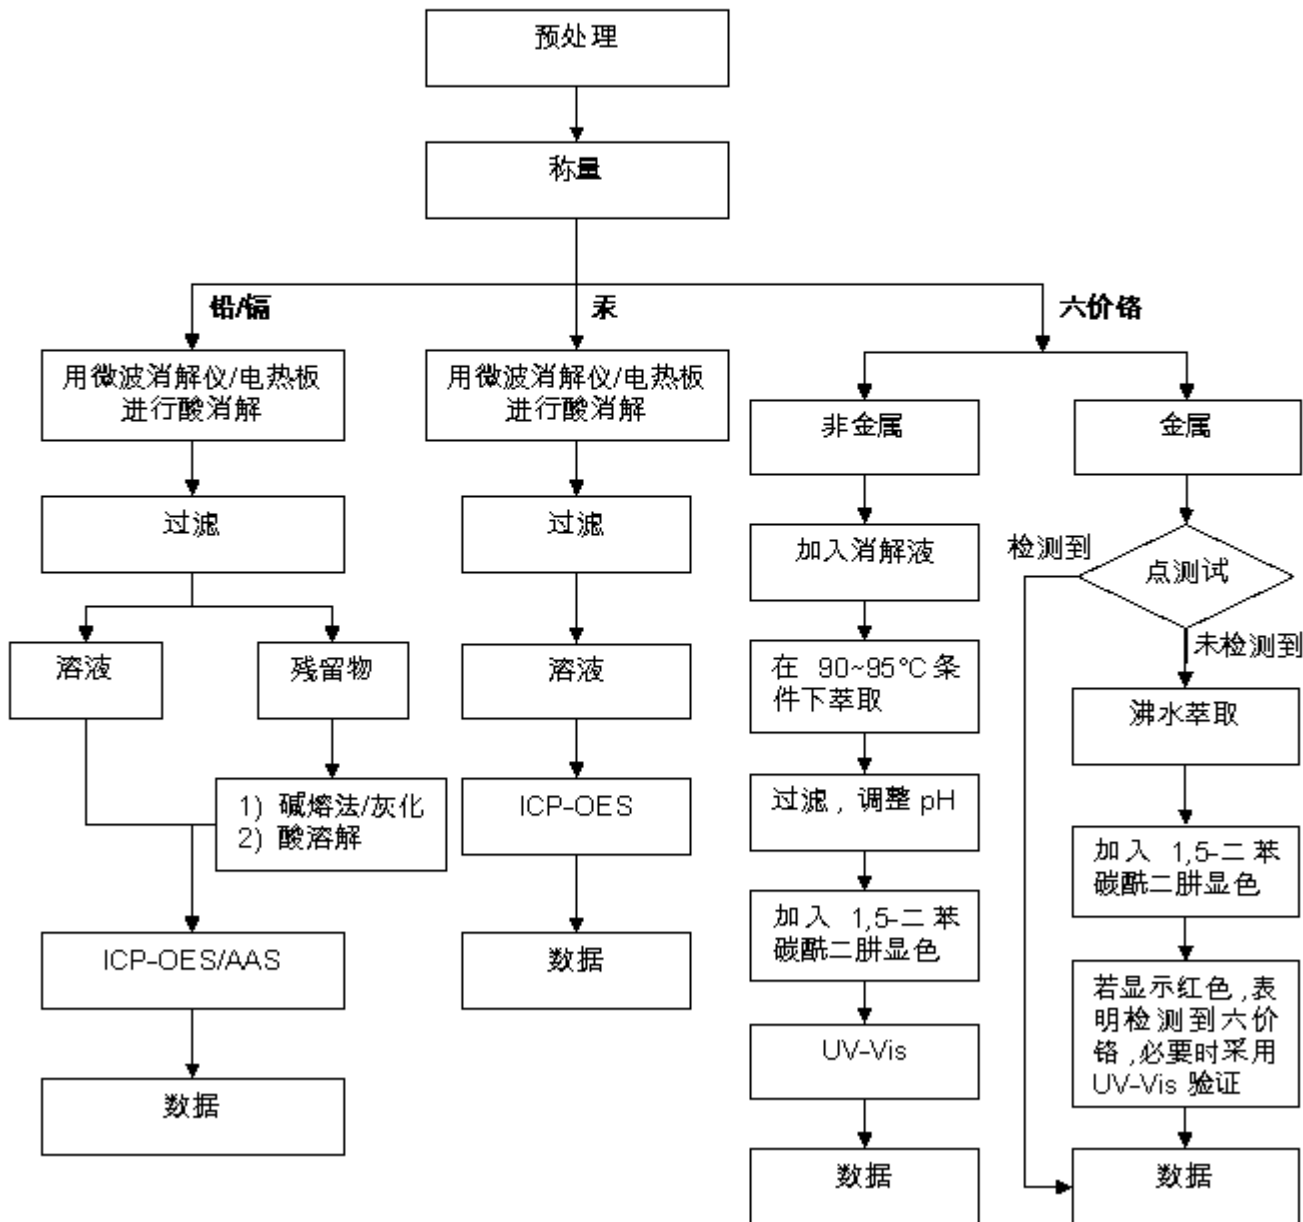 预处理
称量
铅/镉
汞
六价铬
用微波消解仪/电热板
进行酸消解
过滤
溶液
残留物
1) 碱熔法/灰化
2) 酸溶解
ICP-OES/AAS
数据
用微波消解仪/电热板
进行酸消解
过滤
溶液
ICP-OES
数据
非金属
加入消解液
在 90~95°C 条
件下萃取
过滤，调整 pH
加入 1,5-二苯
碳酰二肼显色
UV-Vis
数据
金属
点测试
检测到
未检测到
沸水萃取
加入 1,5-二苯
碳酰二肼显色
若显示红色,表
明检测到六价
铬,必要时采用
UV-Vis 验证
数据